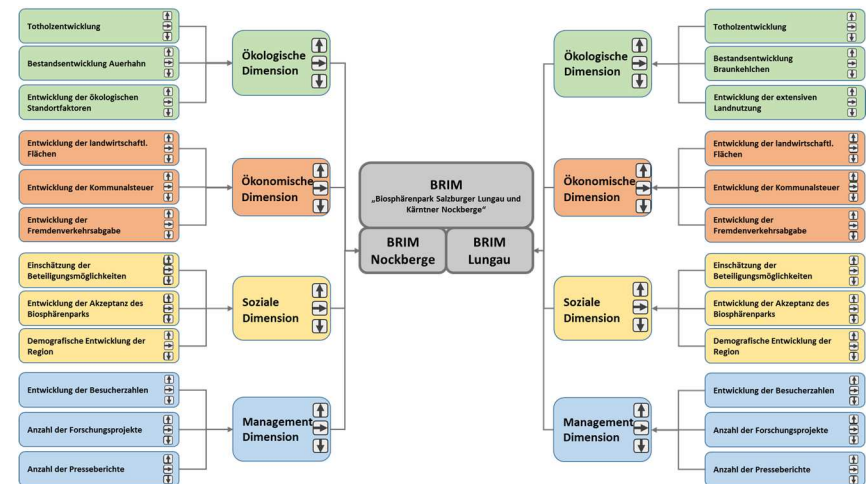 Totholzentwicklung
Bestandsentwicklung Auerhahn
Entwicklung der ökologischen
Standortfaktoren
Ökologische
Dimension
Entwicklung der landwirtschaftl.
Flächen
Entwicklung der Kommunalsteuer
Entwicklung der
Fremdenverkehrsabgabe
Ökonomische
Dimension
Einschätzung der
Beteiligungsmöglichkeiten
Entwicklung der Akzeptanz des
Biosphärenparks
Demografische Entwicklung der
Region
Soziale
Dimension
Entwicklung der Besucherzahlen
Anzahl der Forschungsprojekte
Anzahl der Presseberichte
Management
Dimension
BRIM
„Biosphärenpark Salzburger Lungau und
Kärntner Nockberge“
BRIM
Nockberge
BRIM
Lungau
Ökologische
Dimension
Totholzentwicklung
Bestandsentwicklung
Braunkehlchen
Entwicklung der extensiven
Landnutzung
Ökonomische
Dimension
Entwicklung der landwirtschaftl.
Flächen
Entwicklung der Kommunalsteuer
Entwicklung der
Fremdenverkehrsabgabe
Soziale
Dimension
Einschätzung der
Beteiligungsmöglichkeiten
Entwicklung der Akzeptanz des
Biosphärenparks
Demografische Entwicklung der
Region
Management
Dimension
Entwicklung der Besucherzahlen
Anzahl der Forschungsprojekte
Anzahl der Presseberichte